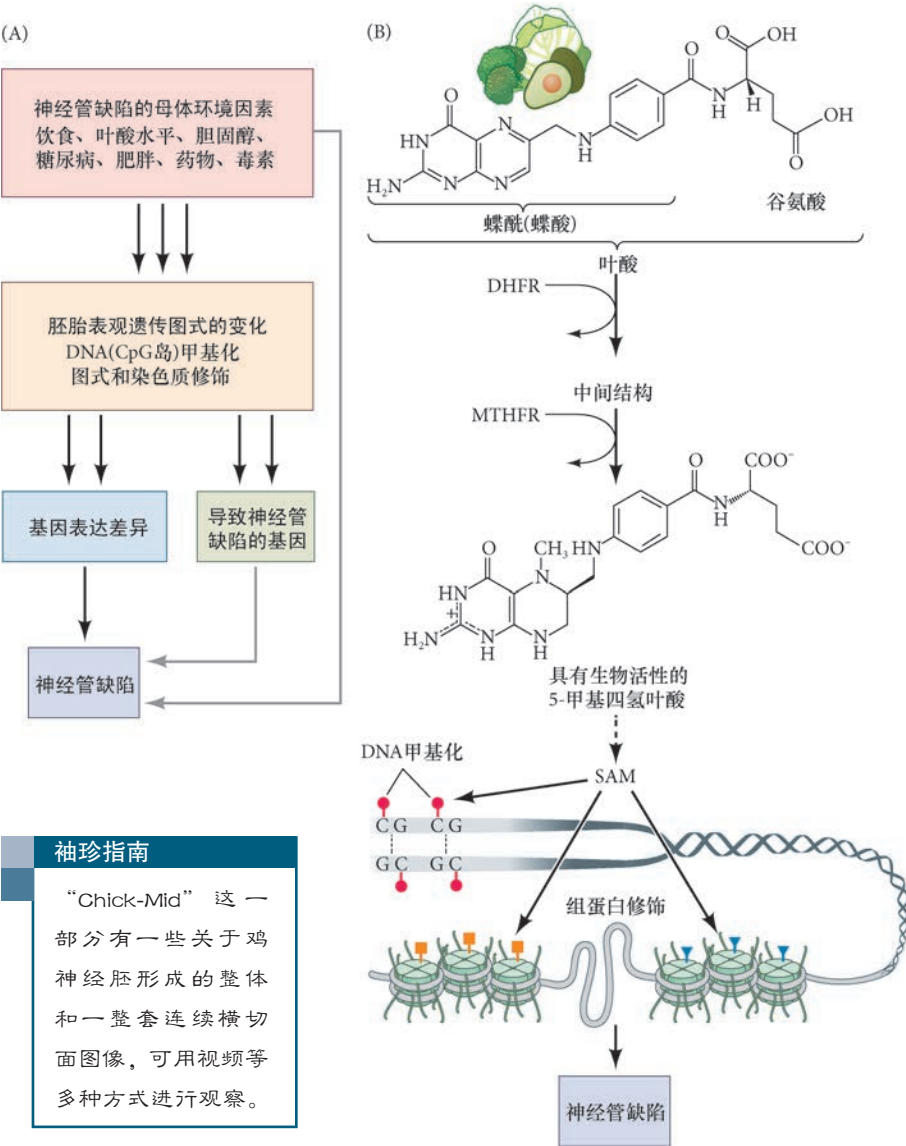 (A)
神经管缺陷的母体环境因素
饮食、叶酸水平、胆固醇、
糖尿病、肥胖、药物、毒素
胚胎表观遗传图式的变化
DNA(CpG岛)甲基化
图式和染色质修饰
基因表达差异
导致神经管
缺陷的基因
神经管缺陷
袖珍指南
“Chick-Mid” 这一
部分有一些关于鸡
神经胚形成的整体
和一整套连续横切
面图像，可用视频等
多种方式进行观察。
(B)
O
OH
O
N
H
H
OH
O
O
HN
N
N
H
H₂N
N
N
谷氨酸
蝶酰(蝶酸)
叶酸
DHFR
中间结构
MTHFR
O
COO⁻
N
H
COO⁻
O
CH₃
HN
N
HN
+
H₂N
N
H
N
H
具有生物活性的
5-甲基四氢叶酸
DNA甲基化
SAM
C G C G
G C G C
组蛋白修饰
神经管缺陷